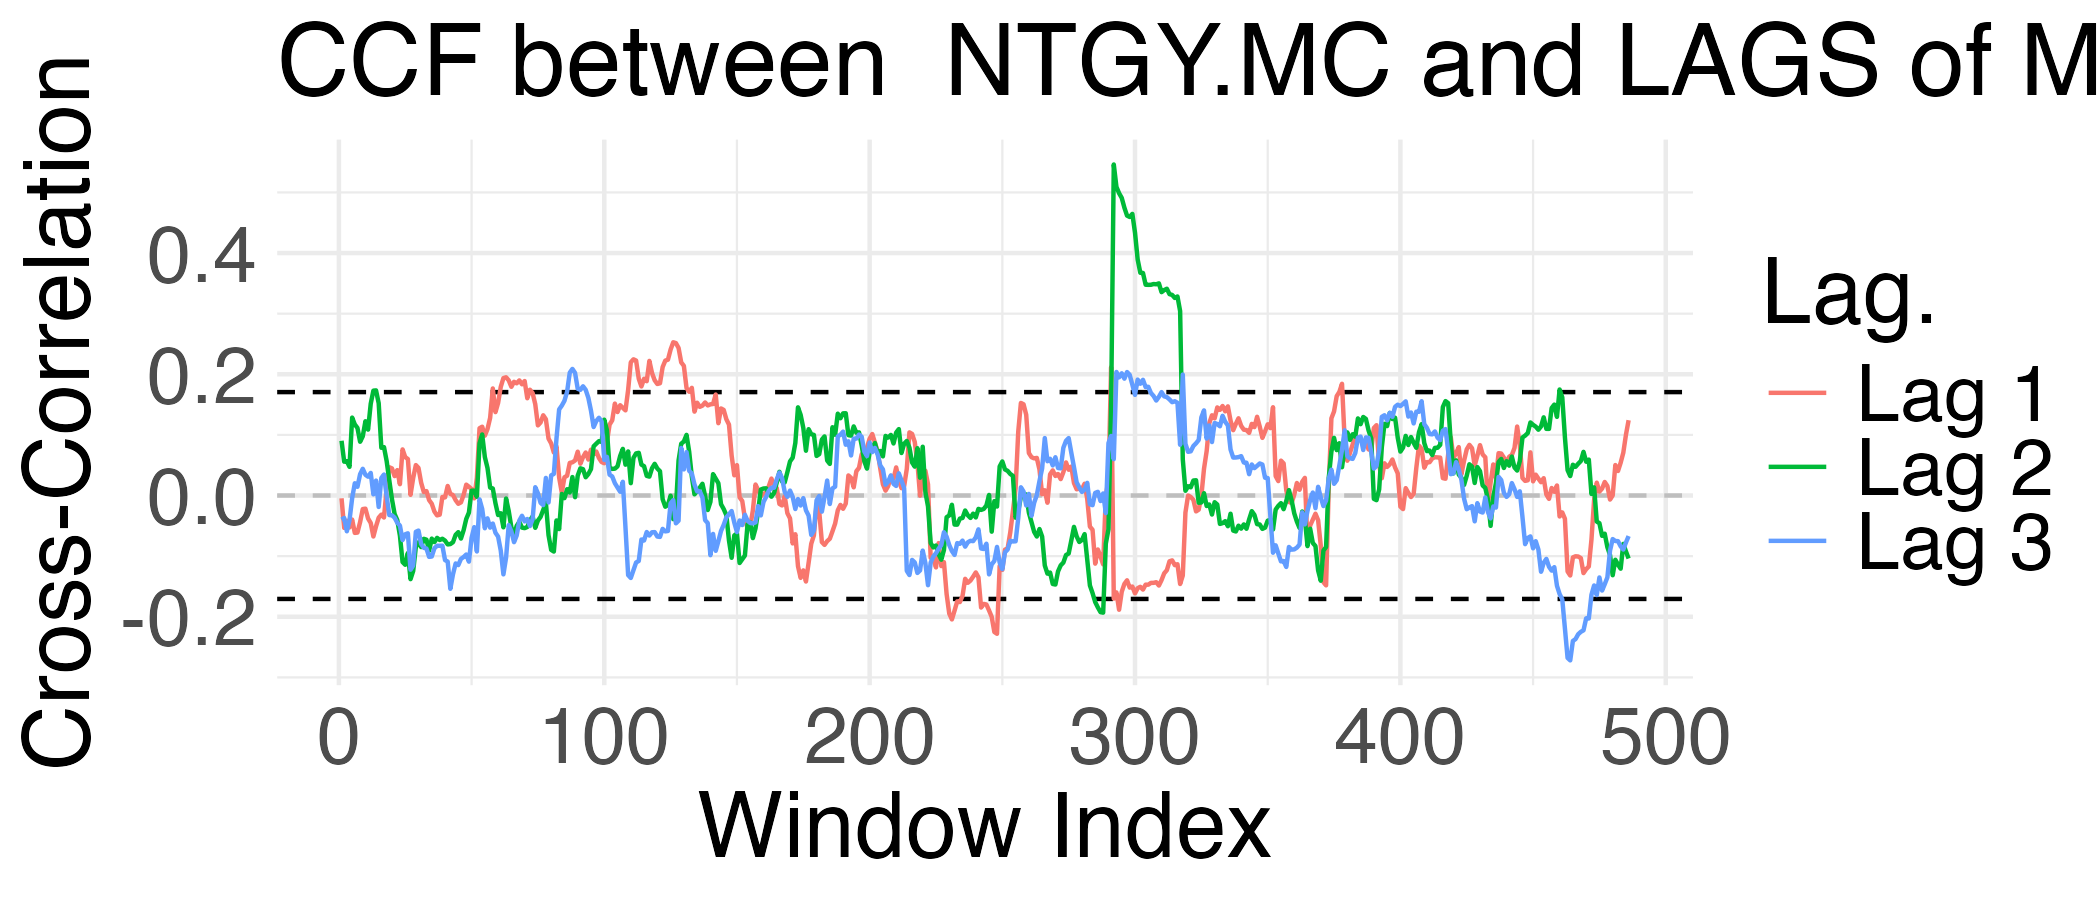 CCF between  NTGY.MC and LAGS of M
Cross-Correlation
0.4
0.2
0.0
-0.2
0 100 200 300 400 500
Window Index
Lag.
Lag 1
Lag 2
Lag 3